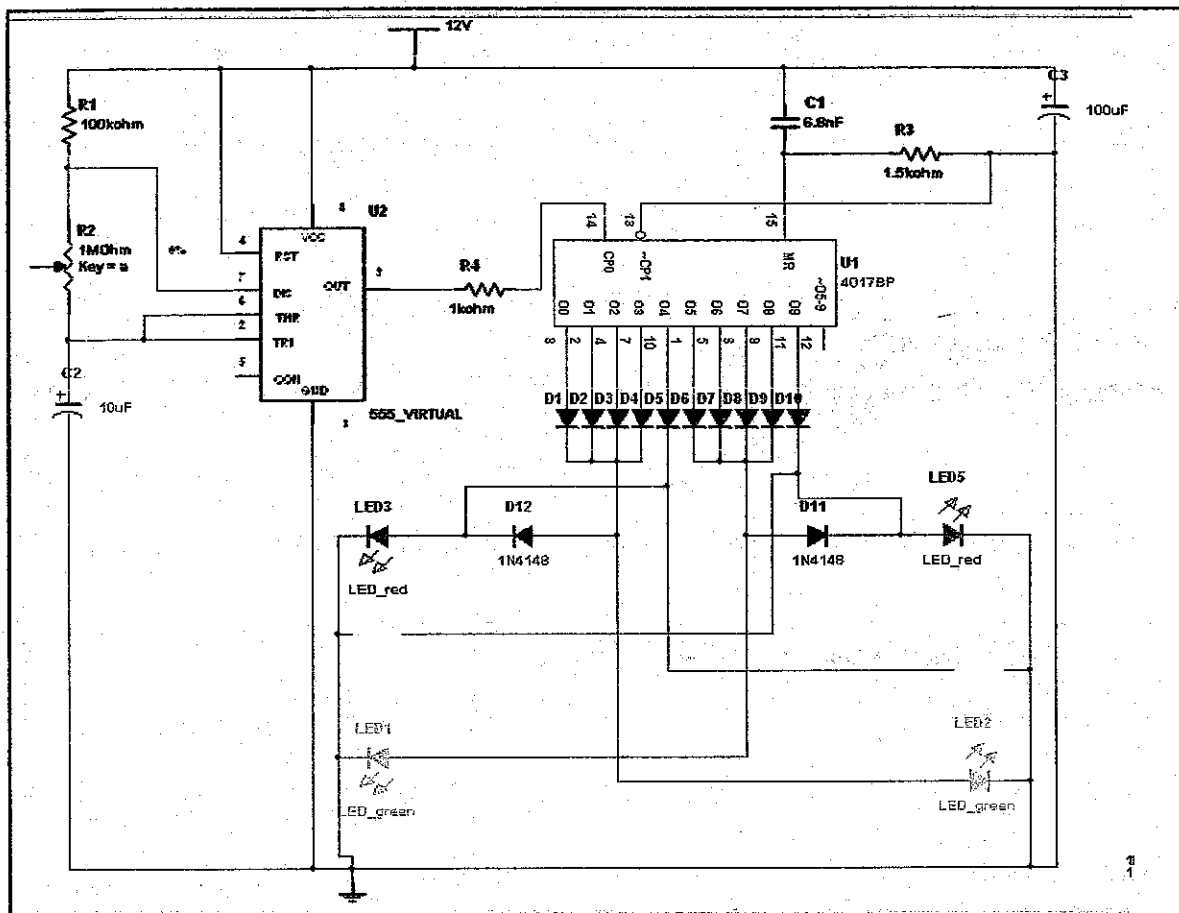 12V
R1
100kohm
R2
1MOhm
Key = a
C2
10uF
U2
VCC
RST
DIS
THR
TRI
CON
GND
OUT
4
7
6
2
5
3
555_VIRTUAL
R4
1kohm
C1
6.8nF
R3
1.5kohm
C3
100uF
14
13
15
CP0
~CP1
MR
U1
4017BP
O0
O1
O2
O3
O4
O5
O6
O7
O8
O9
~O5-9
2
4
7
10
1
5
11
12
D1
D2
D3
D4
D5
D6
D7
D8
D9
D10
LED3
LED_red
D12
1N4148
D11
1N4148
LED5
LED_red
LED1
LED_green
LED2
LED_green